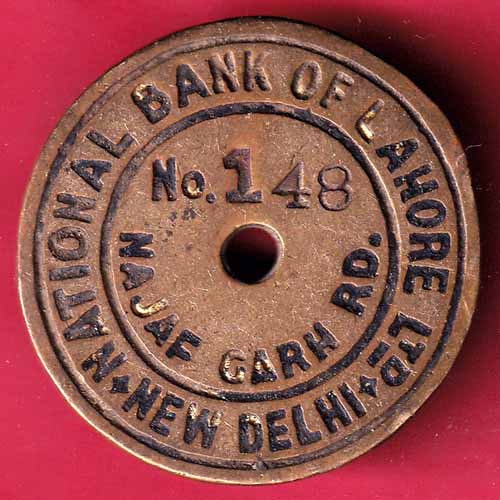 NATIONAL BANK OF LAHORE LTD
NEW DELHI
No. 148
NAJAF GARH RD.